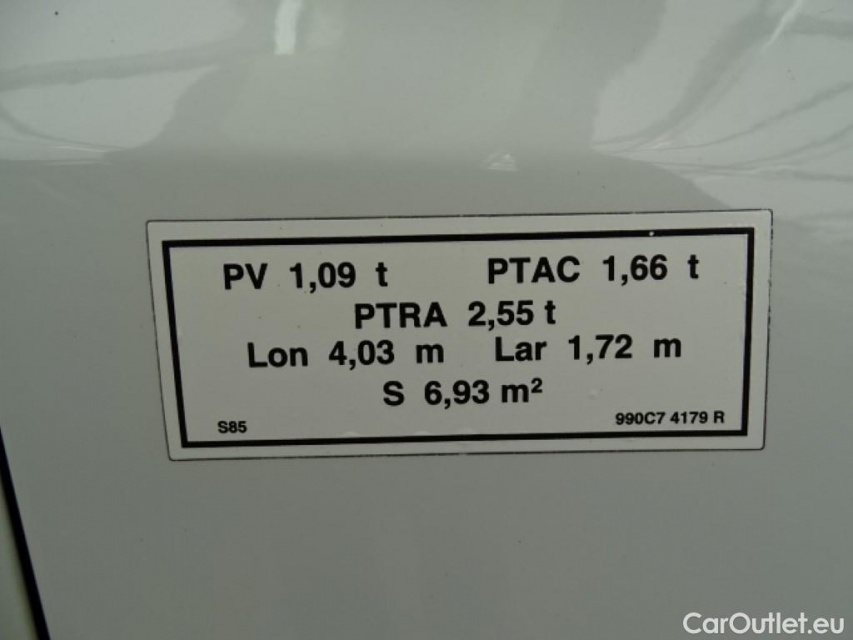 PV 1,09 t PTAC 1,66 t
PTRA 2,55 t
Lon 4,03 m Lar 1,72 m
S 6,93 m²
S85 990C7 4179 R
CarOutlet.eu